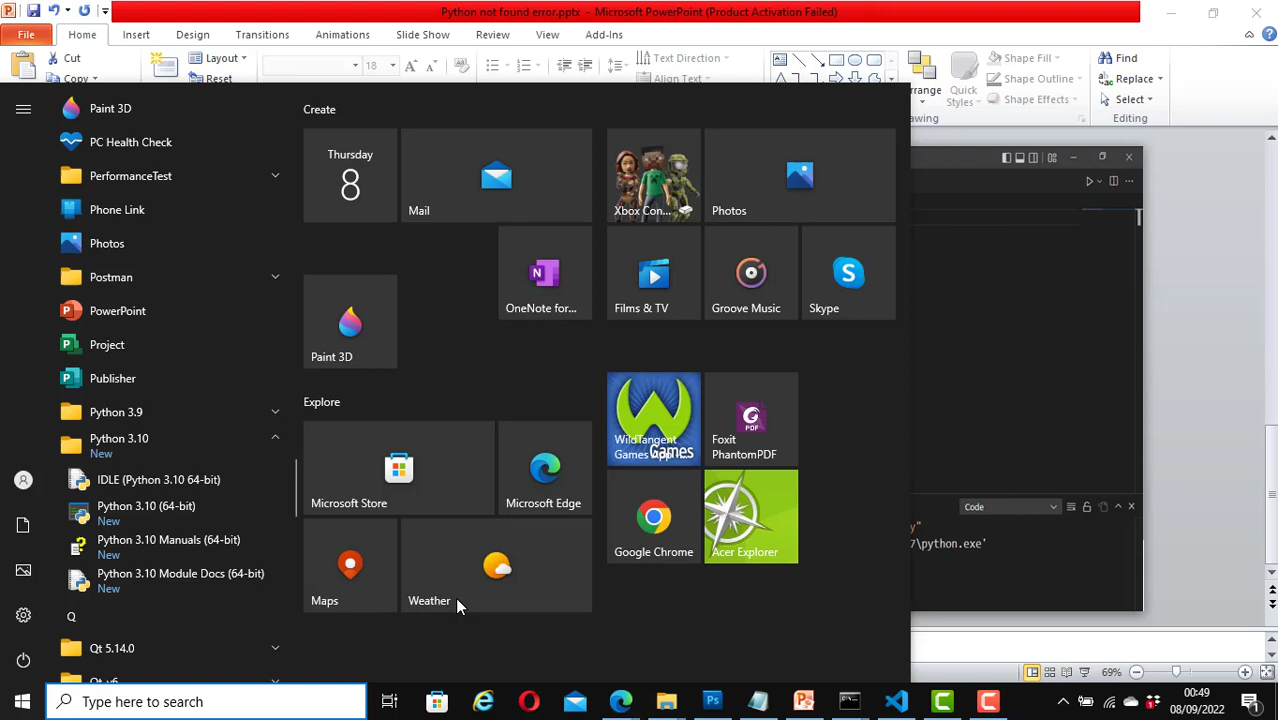 Python not found error.pptx - Microsoft PowerPoint (Product Activation Failed)
File Home Insert Design Transitions Animations Slide Show Review View Add-Ins
Cut
Copy
Layout
Reset
18
Text Direction
Align Text
Arrange
Quick
Styles
Shape Fill
Shape Outline
Shape Effects
Find
Replace
Select
Drawing
Editing
Paint 3D
PC Health Check
PerformanceTest
Phone Link
Photos
Postman
PowerPoint
Project
Publisher
Python 3.9
Python 3.10
New
IDLE (Python 3.10 64-bit)
Python 3.10 (64-bit)
New
Python 3.10 Manuals (64-bit)
New
Python 3.10 Module Docs (64-bit)
New
Q
Qt 5.14.0
Qt v6
Create
Thursday
8
Mail
Xbox Con...
Photos
OneNote for...
Films & TV
Groove Music
Skype
Paint 3D
Explore
Microsoft Store
Microsoft Edge
WildTangent
Games App
Games
Foxit
PhantomPDF
PDF
Maps
Weather
Google Chrome
Acer Explorer
Code
y"
7\python.exe'
69%
Type here to search
00:49
08/09/2022
1